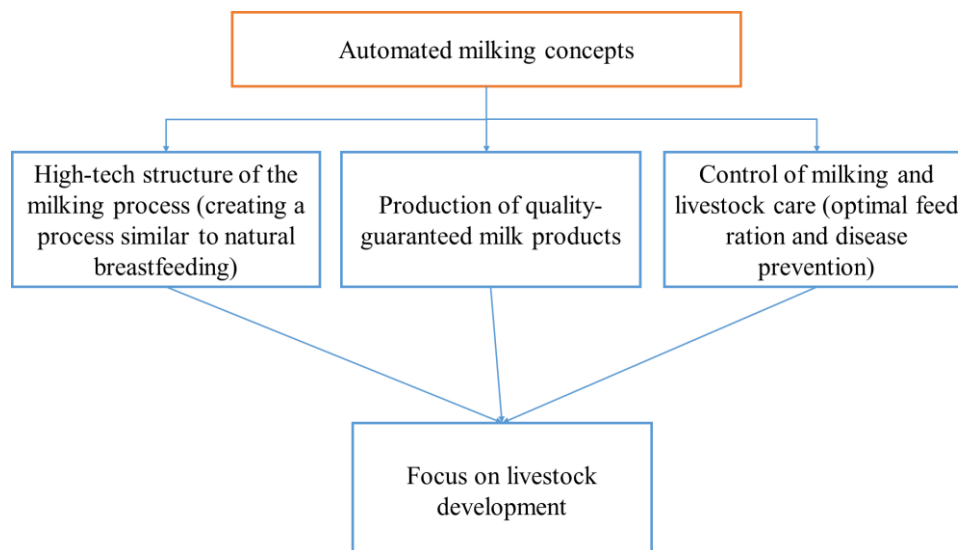 Automated milking concepts
High-tech structure of the
milking process (creating a
process similar to natural
breastfeeding)
Production of quality-
guaranteed milk products
Control of milking and
livestock care (optimal feed
ration and disease
prevention)
Focus on livestock
development